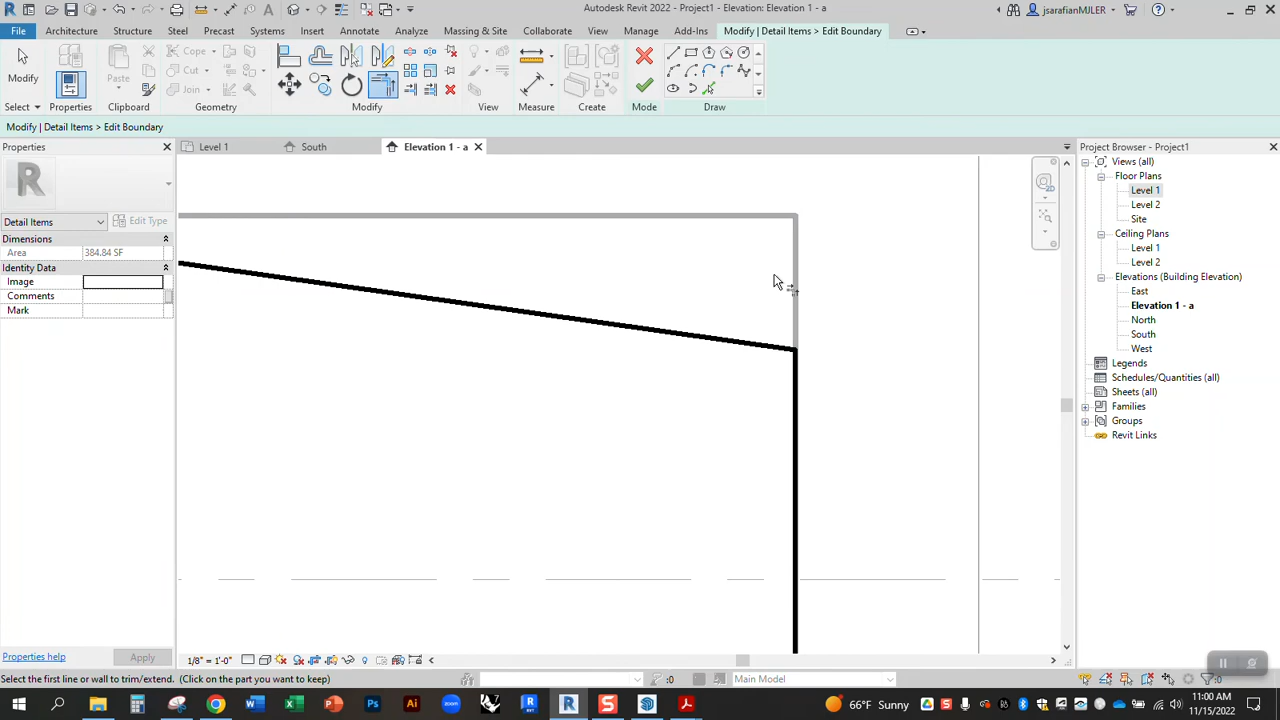 Autodesk Revit 2022 - Project1 - Elevation: Elevation 1 - a
jsarafianMJLER
File Architecture Structure Steel Precast Systems Insert Annotate Analyze Massing & Site Collaborate View Manage Add-Ins Modify | Detail Items > Edit Boundary
Modify
Paste
Cope
Cut
Join
Select Properties Clipboard Geometry Modify View Measure Create Mode Draw
Modify | Detail Items > Edit Boundary
Properties
Level 1
South
Elevation 1 - a
Project Browser - Project1
Detail Items
Edit Type
Dimensions
Area 384.84 SF
Identity Data
Image
Comments
Mark
Views (all)
Floor Plans
Level 1
Level 2
Site
Ceiling Plans
Level 1
Level 2
Elevations (Building Elevation)
East
Elevation 1 - a
North
South
West
Legends
Schedules/Quantities (all)
Sheets (all)
Families
Groups
Revit Links
Properties help
Apply
1/8" = 1'-0"
Select the first line or wall to trim/extend. (Click on the part you want to keep)
:0
Main Model
:0
66°F Sunny
11:00 AM
11/15/2022